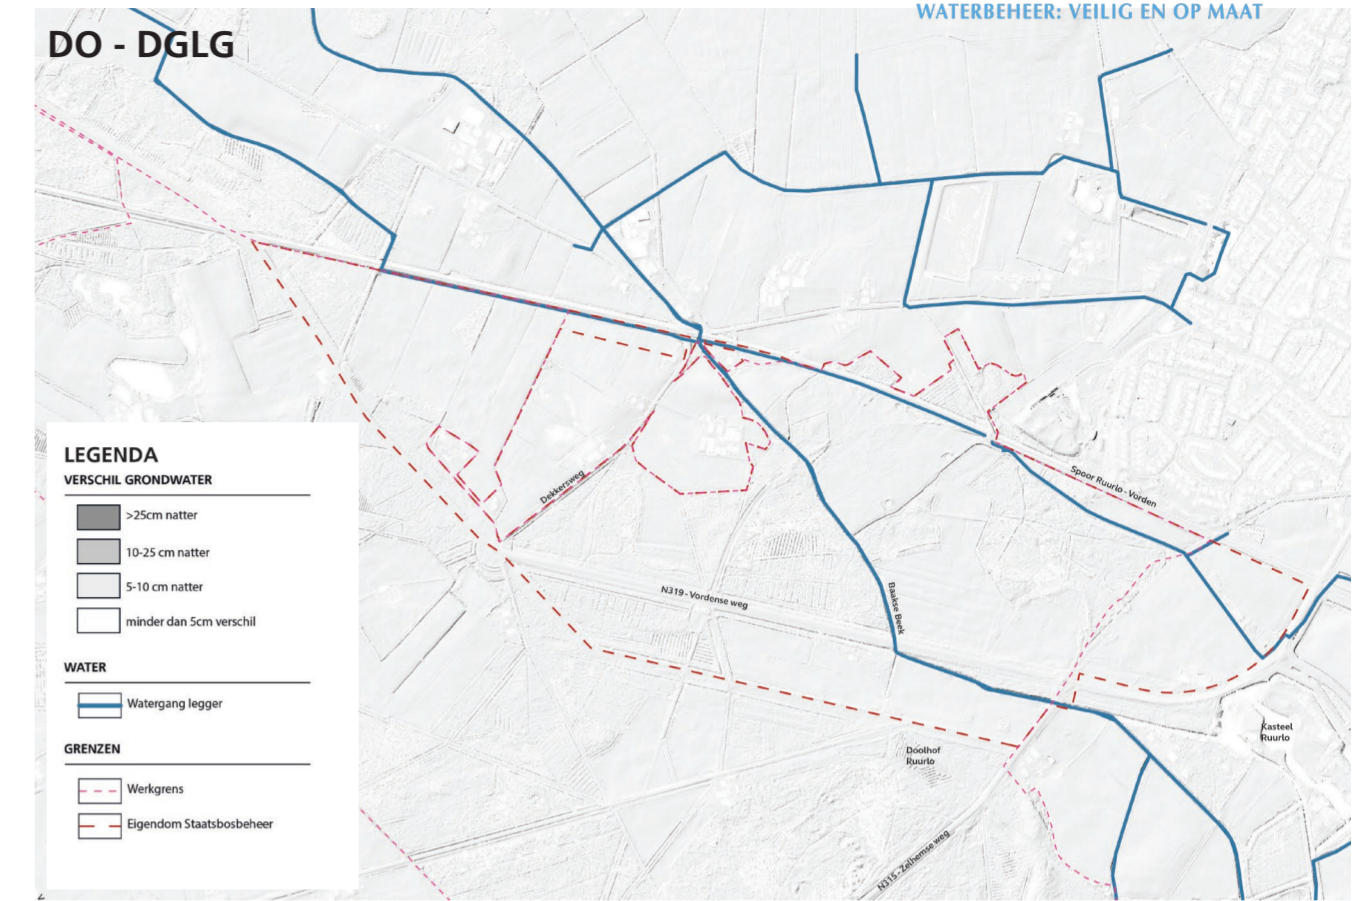 WATERBEHEER: VEILIG EN OP MAAT
DO - DGLG
Dekkersweg
Spoor Ruurlo - Vorden
N319 - Vordense weg
Baakse Beek
Kasteel
Ruurlo
Doolhof
Ruurlo
N315 - Zelhemse weg
LEGENDA
VERSCHIL GRONDWATER
>25cm natter
10-25 cm natter
5-10 cm natter
minder dan 5cm verschil
WATER
Watergang legger
GRENZEN
Werkgrens
Eigendom Staatsbosbeheer